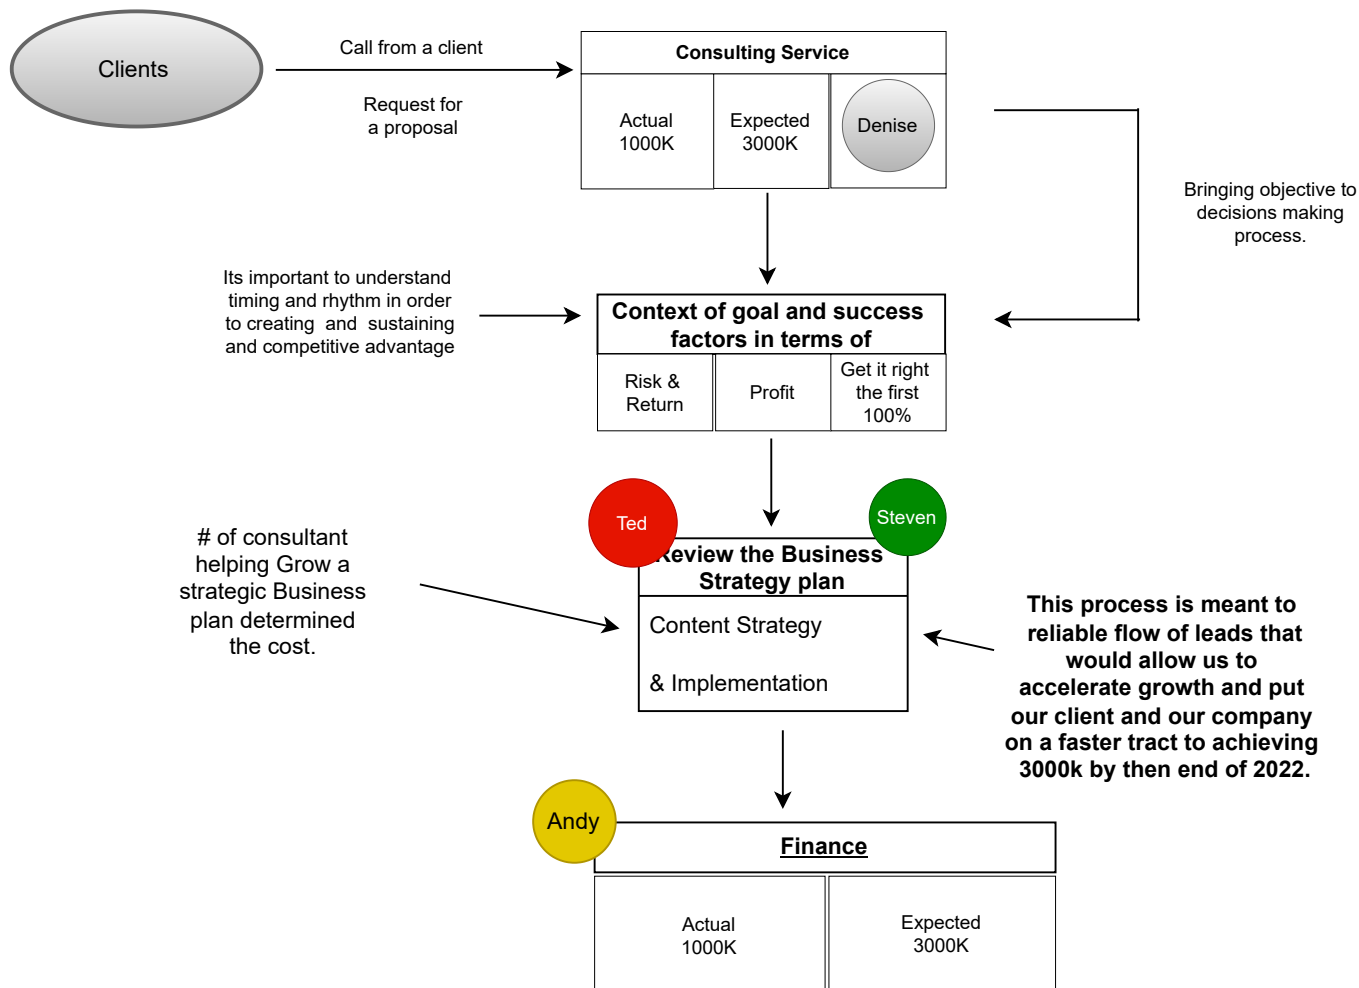 Clients
Call from a client
Request for
a proposal
Consulting Service
Actual
1000K
Expected
3000K
Denise
Bringing objective to
decisions making
process.
Its important to understand
timing and rhythm in order
to creating and sustaining
and competitive advantage
Context of goal and success
factors in terms of
Risk &
Return
Profit
Get it right
the first
100%
Ted
Steven
Review the Business
Strategy plan
Content Strategy
& Implementation
# of consultant
helping Grow a
strategic Business
plan determined
the cost.
This process is meant to
reliable flow of leads that
would allow us to
accelerate growth and put
our client and our company
on a faster tract to achieving
3000k by then end of 2022.
Andy
Finance
Actual
1000K
Expected
3000K